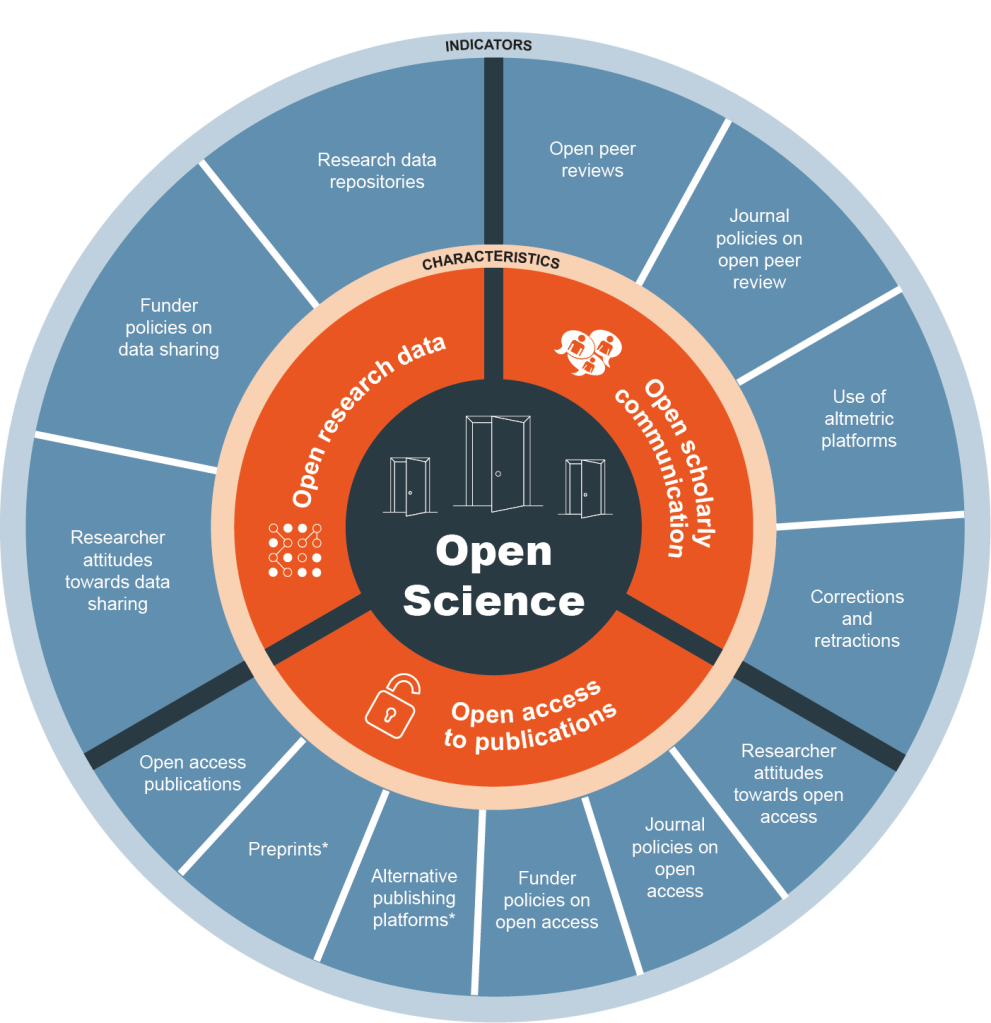 INDICATORS
Research data
repositories
Open peer
reviews
Journal
policies on
open peer
review
Funder
policies on
data sharing
CHARACTERISTICS
Open research data
Open scholarly
communication
Use of
altmetric
platforms
Researcher
attitudes
towards data
sharing
Open
Science
Corrections
and
retractions
Open access
to publications
Open access
publications
Preprints*
Alternative
publishing
platforms*
Funder
policies on
open access
Journal
policies on
open
access
Researcher
attitudes
towards open
access